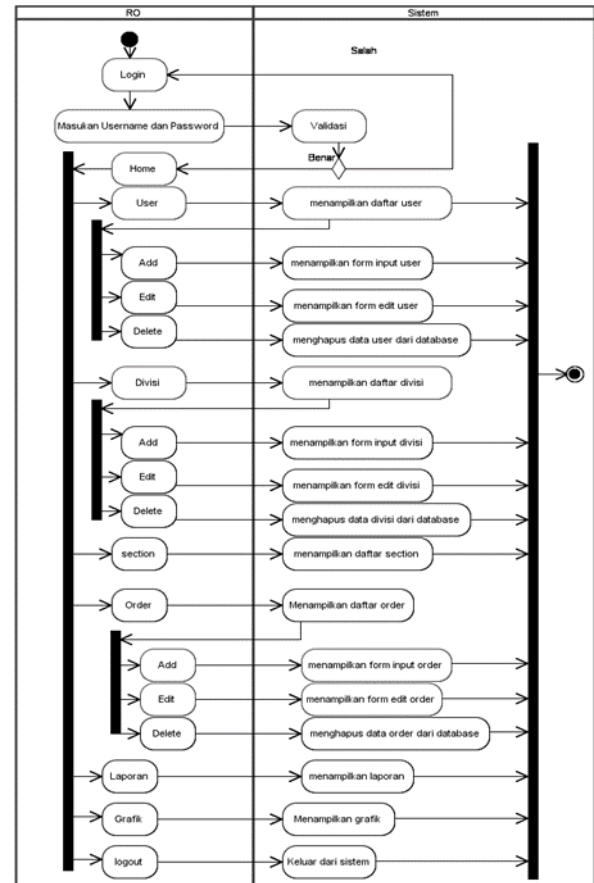 RO Sistem
Salah
Login
Masukan Username dan Password Validasi
Benar
Home
User menampilkan daftar user
Add menampilkan form input user
Edit menampilkan form edit user
Delete menghapus data user dari database
Divisi menampilkan daftar divisi
Add menampilkan form input divisi
Edit menampilkan form edit divisi
Delete menghapus data divisi dari database
section menampilkan daftar section
Order Menampilkan daftar order
Add menampilkan form input order
Edit menampilkan form edit order
Delete menghapus data order dari database
Laporan menampilkan laporan
Grafik Menampilkan grafik
logout Keluar dari sistem